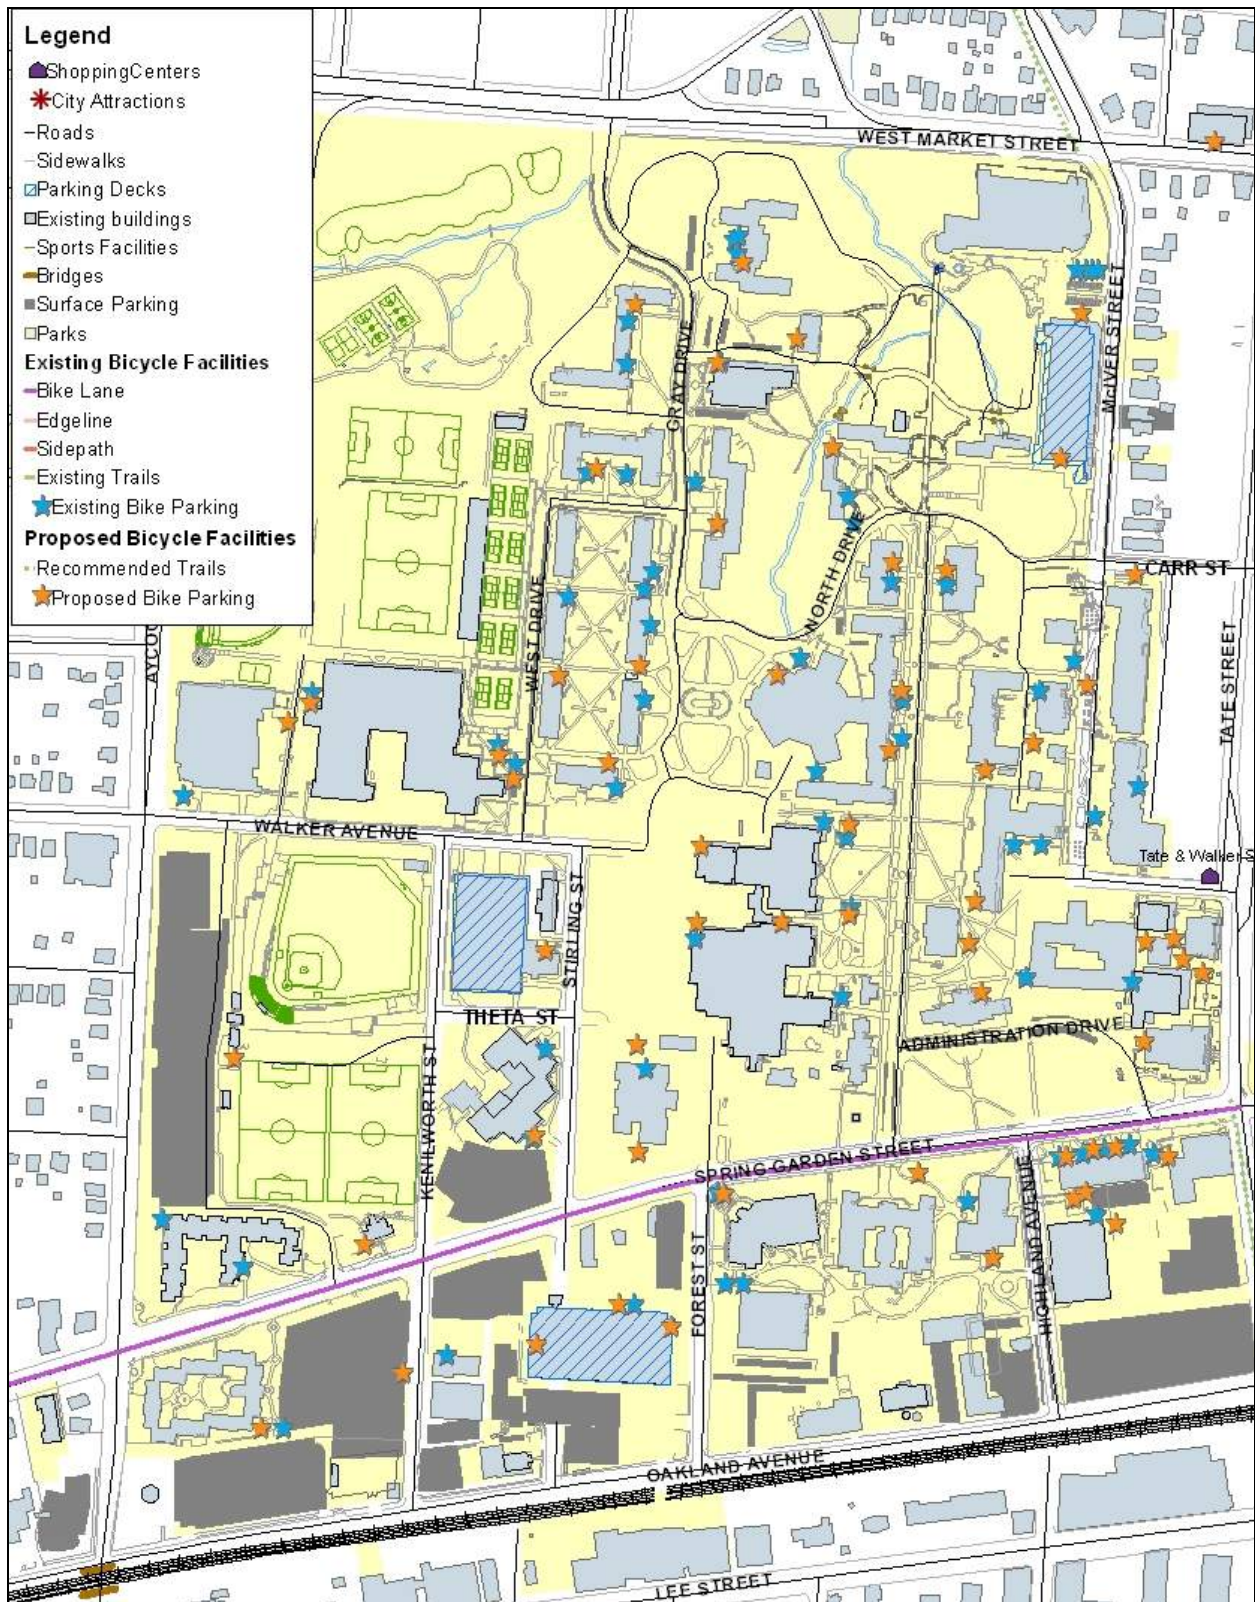 Legend
ShoppingCenters
City Attractions
Roads
Sidewalks
Parking Decks
Existing buildings
Sports Facilities
Bridges
Surface Parking
Parks
Existing Bicycle Facilities
Bike Lane
Edgeline
Sidepath
Existing Trails
Existing Bike Parking
Proposed Bicycle Facilities
Recommended Trails
Proposed Bike Parking
WEST MARKET STREET
McIVER STREET
GRAY DRIVE
NORTH DRIVE
CARR ST
WEST DRIVE
AYCOC
TATE STREET
WALKER AVENUE
Tate & Walker S
STIRLING ST
THETA ST
ADMINISTRATION DRIVE
KENILWORTH ST
SPRING GARDEN STREET
HIGHLAND AVENUE
FOREST ST
OAKLAND AVENUE
LEE STREET